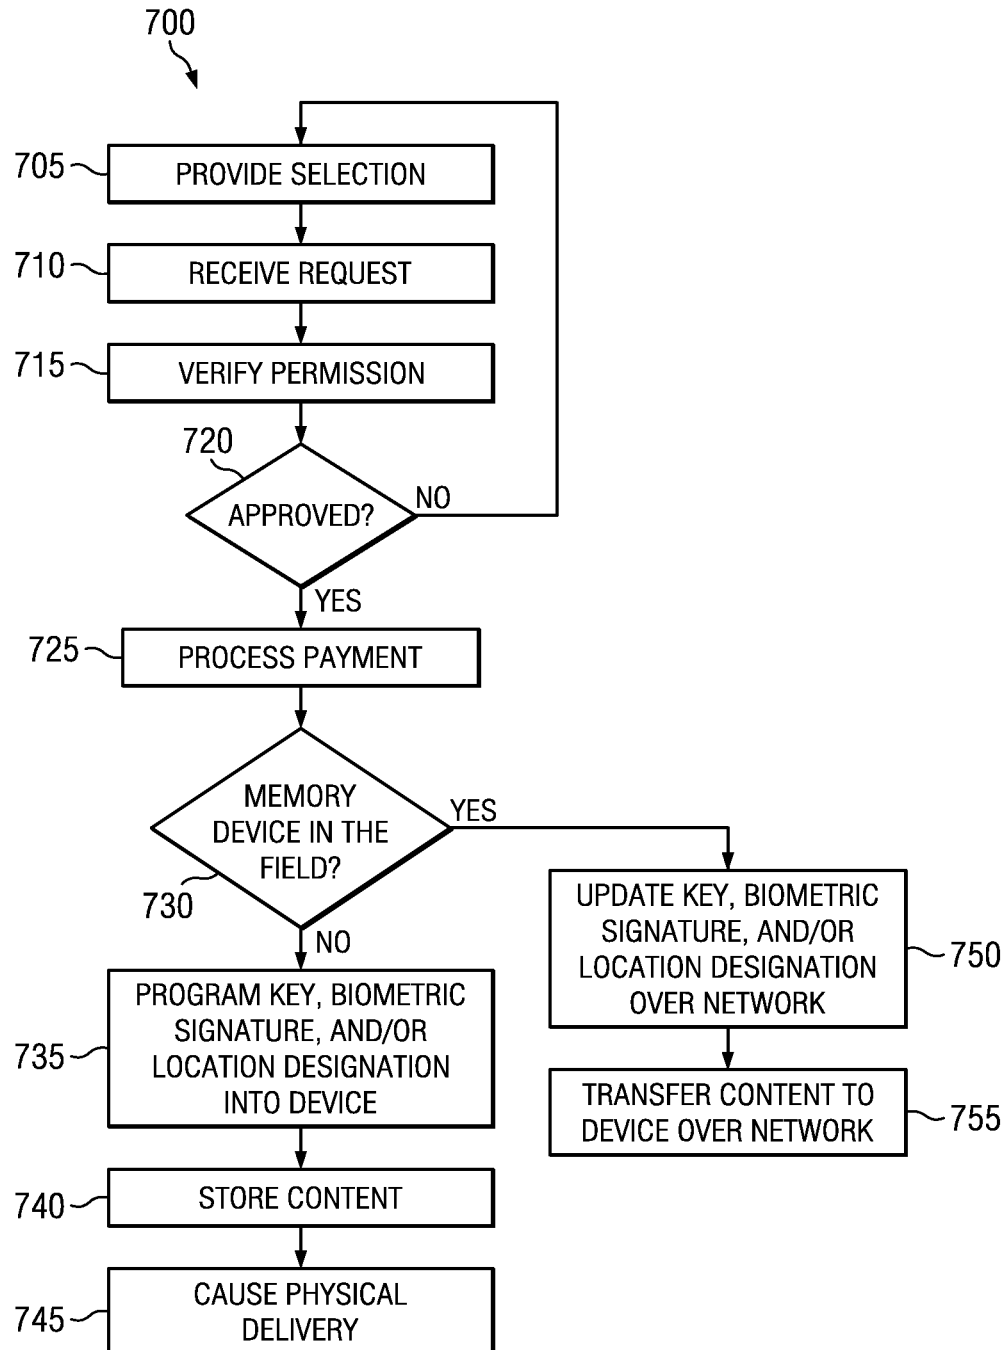 700
705
PROVIDE SELECTION
710
RECEIVE REQUEST
715
VERIFY PERMISSION
720
APPROVED?
NO
YES
725
PROCESS PAYMENT
MEMORY
DEVICE IN THE
FIELD?
YES
730
NO
735
PROGRAM KEY, BIOMETRIC
SIGNATURE, AND/OR
LOCATION DESIGNATION
INTO DEVICE
UPDATE KEY, BIOMETRIC
SIGNATURE, AND/OR
LOCATION DESIGNATION
OVER NETWORK
750
TRANSFER CONTENT TO
DEVICE OVER NETWORK
755
740
STORE CONTENT
745
CAUSE PHYSICAL
DELIVERY